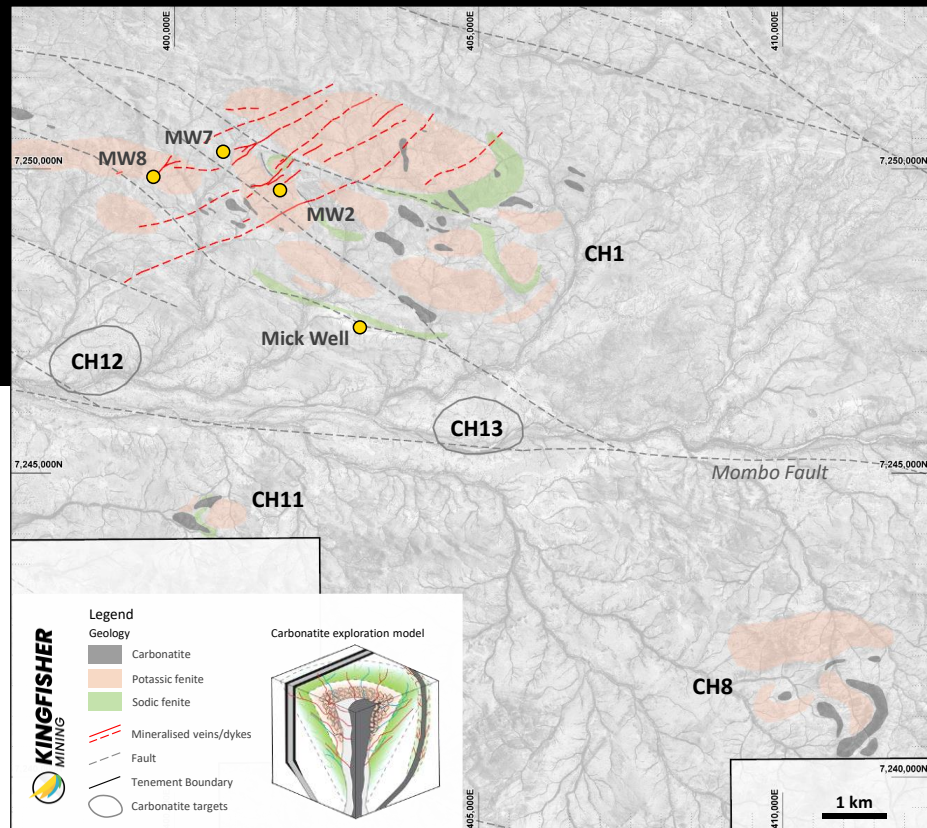 400,000E
405,000E
410,000E
MW7
MW8
7,250,000N
7,250,000N
MW2
CH1
Mick Well
CH12
CH13
7,245,000N
7,245,000N
Mombo Fault
CH11
CH8
KINGFISHER
MINING
Legend
Geology
Carbonatite
Potassic fenite
Sodic fenite
Mineralised veins/dykes
Fault
Tenement Boundary
Carbonatite targets
Carbonatite exploration model
7,240,000N
405,000E
410,000E
1 km